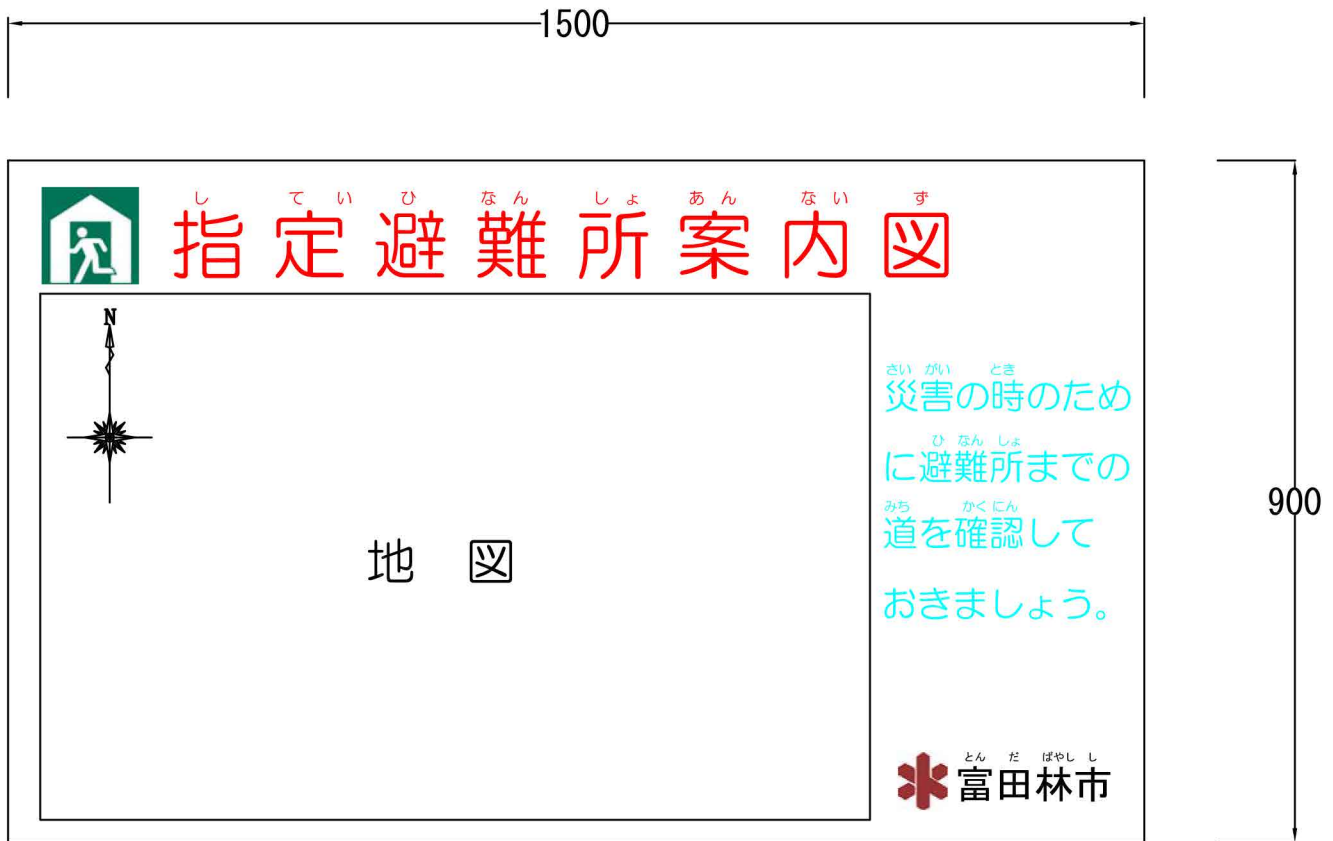 1500
し てい ひ なん しょ あん ない ず
指定避難所案内図
N
地図
さい がい とき
災害の時のため
ひ なん しょ
に避難所までの
みち かくにん
道を確認して
おきましょう。
とん だ ばやし し
富田林市
900